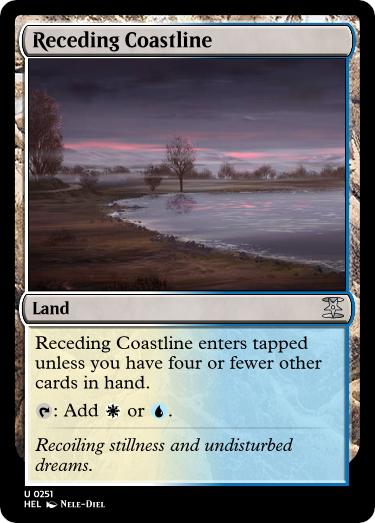 Receding Coastline
Land
Receding Coastline enters tapped
unless you have four or fewer other
cards in hand.
: Add or .
Recoiling stillness and undisturbed
dreams.
U 0251
HEL Nele-Diel